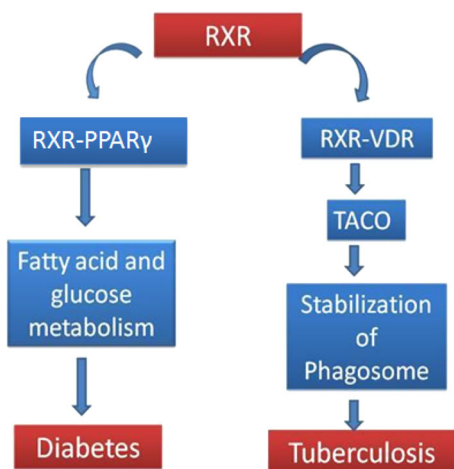 RXR
RXR-PPARγ
RXR-VDR
TACO
Fatty acid and
glucose
metabolism
Stabilization
of
Phagosome
Diabetes
Tuberculosis